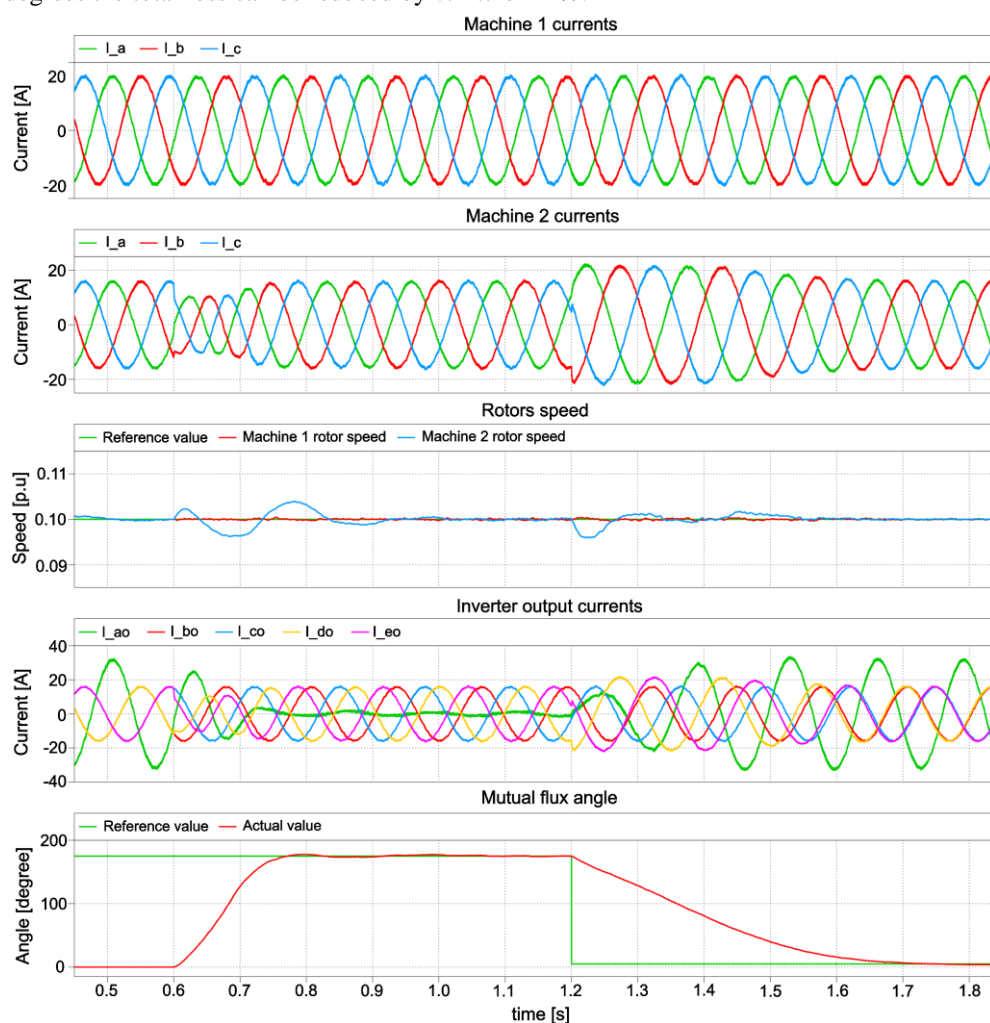 Machine 1 currents
I_a I_b I_c
Current [A]
20
0
-20
Machine 2 currents
I_a I_b I_c
Current [A]
20
0
-20
Rotors speed
Reference value Machine 1 rotor speed Machine 2 rotor speed
Speed [p.u]
0.11
0.10
0.09
Inverter output currents
I_ao I_bo I_co I_do I_eo
Current [A]
40
20
0
-20
-40
Mutual flux angle
Reference value Actual value
Angle [degree]
200
100
0
0.5 0.6 0.7 0.8 0.9 1.0 1.1 1.2 1.3 1.4 1.5 1.6 1.7 1.8
time [s]